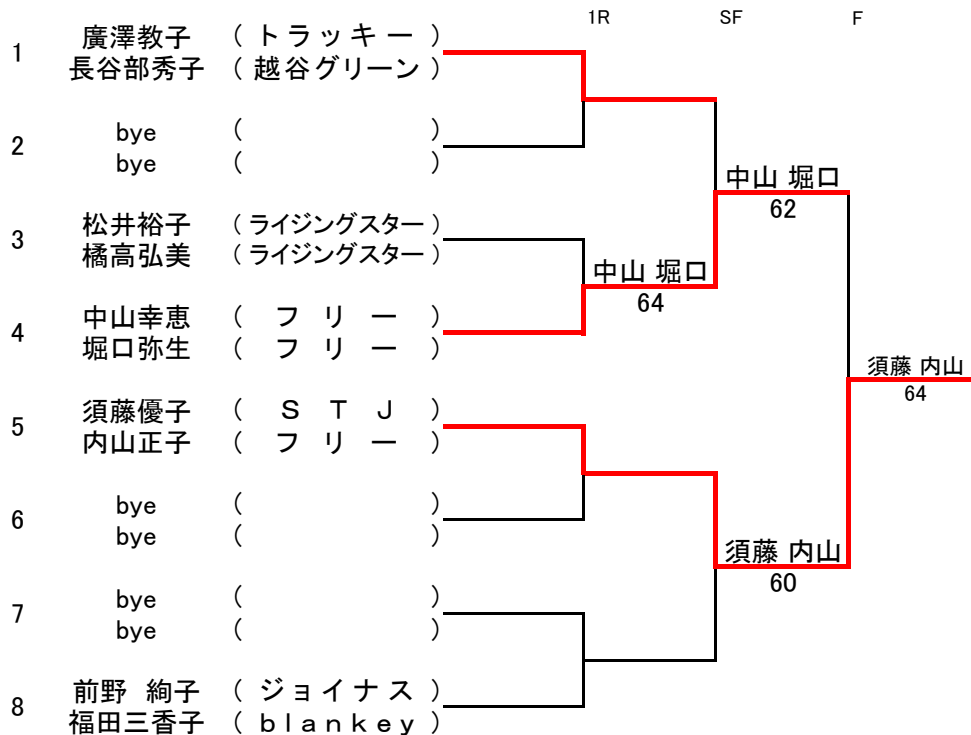 1R SF F
1 廣澤教子 ( トラッキー )
長谷部秀子 ( 越谷グリーン )
2 bye ( )
bye ( )
中山 堀口
62
3 松井裕子 ( ライジングスター )
橘高弘美 ( ライジングスター )
中山 堀口
64
4 中山幸恵 ( フリー )
堀口弥生 ( フリー )
須藤 内山
64
5 須藤優子 ( STJ )
内山正子 ( フリー )
6 bye ( )
bye ( )
須藤 内山
60
7 bye ( )
bye ( )
8 前野 絢子 ( ジョイナス )
福田三香子 ( blankey )